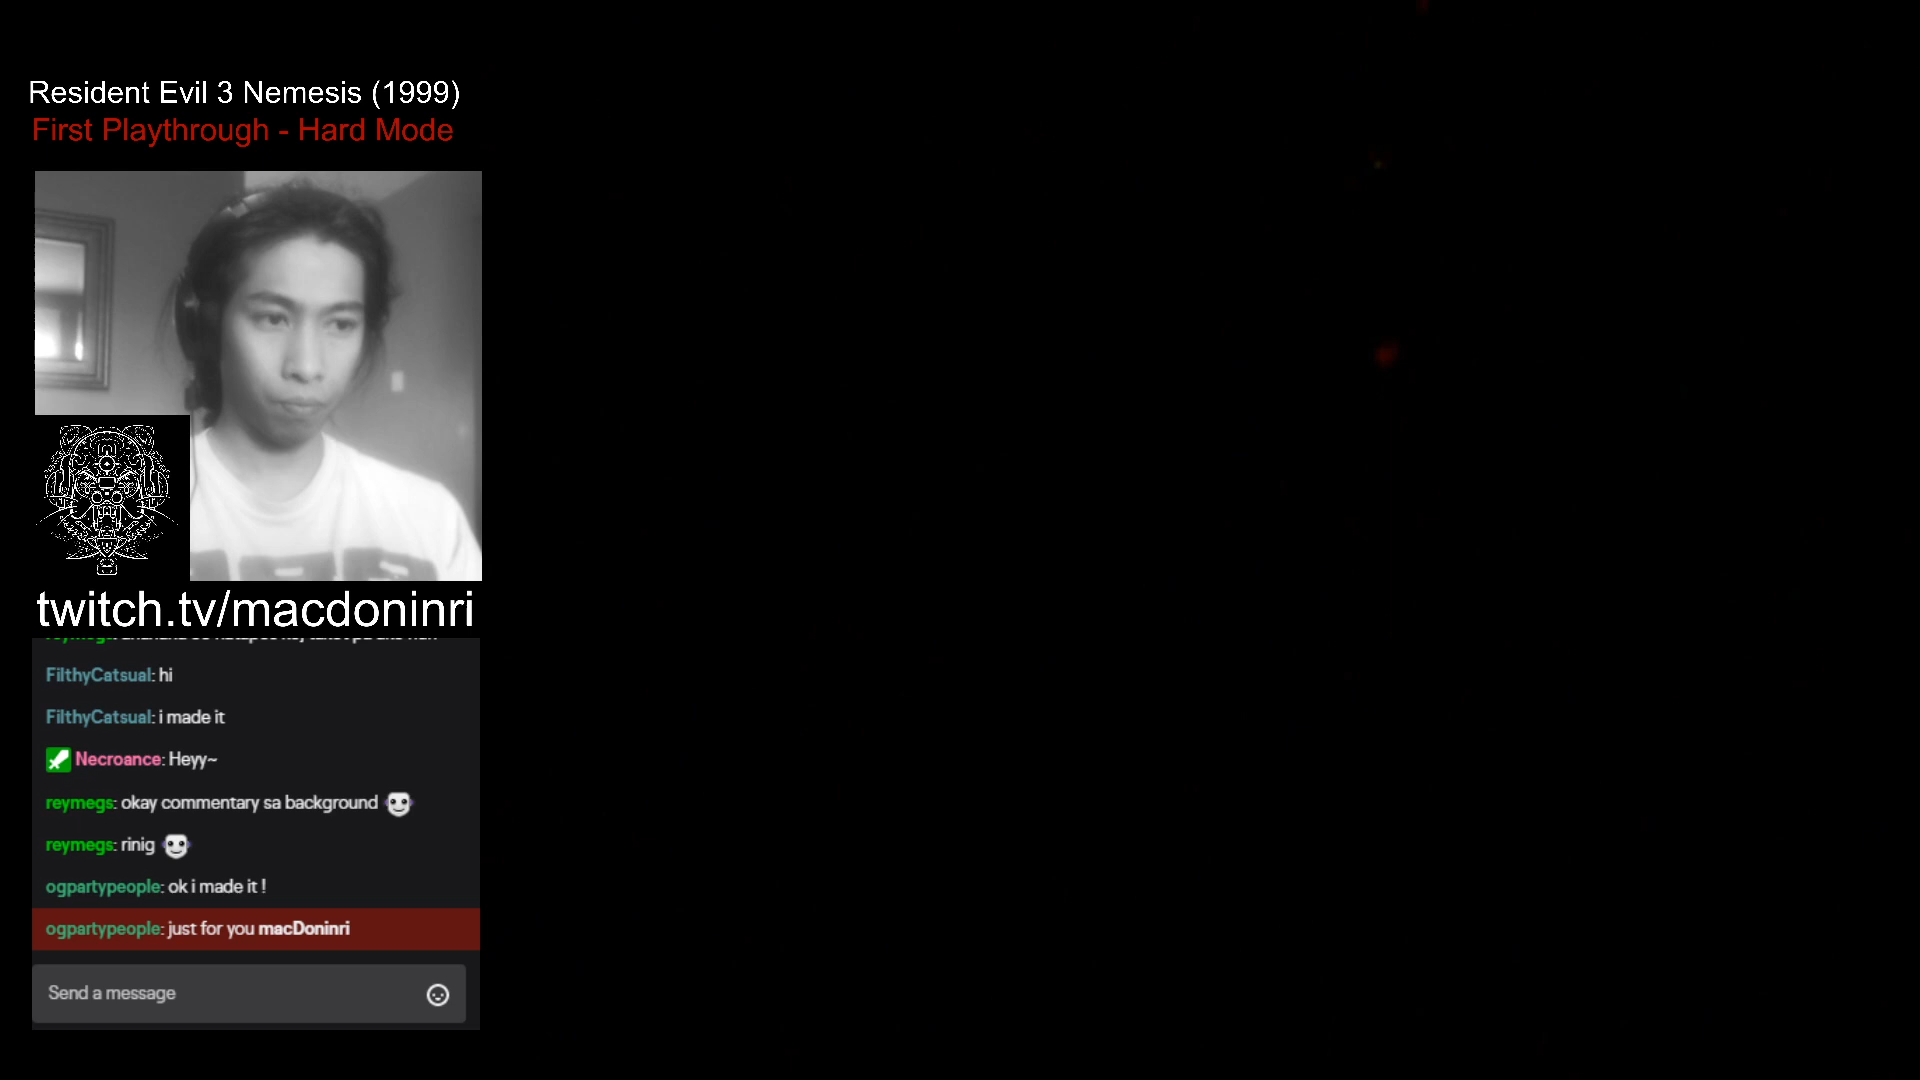 Resident Evil 3 Nemesis (1999)
First Playthrough - Hard Mode
twitch.tv/macdoninri
FilthyCatsual: hi
FilthyCatsual: i made it
Necroance: Heyy~
reymegs: okay commentary sa background
reymegs: rinig
ogpartypeople: ok i made it !
ogpartypeople: just for you macDoninri
Send a message